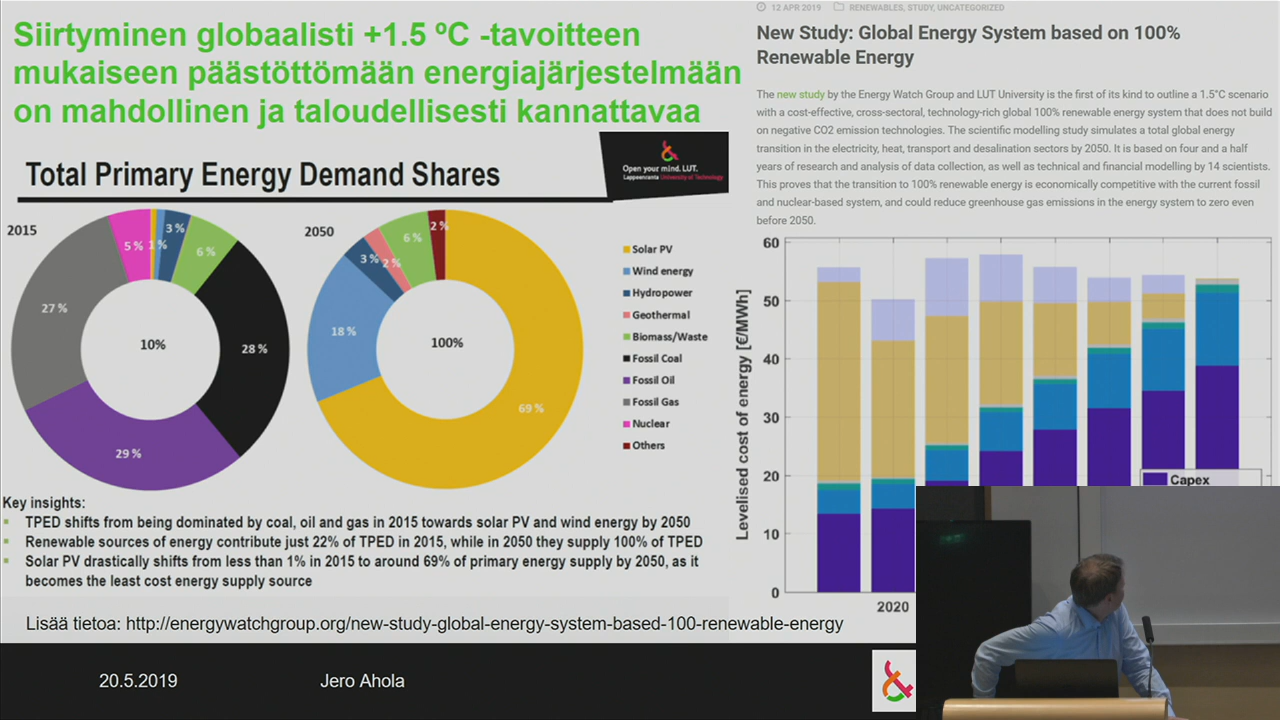 Siirtyminen globaalisti +1.5 ºC -tavoitteen
mukaiseen päästöttömään energiajärjestelmään
on mahdollinen ja taloudellisesti kannattavaa
Total Primary Energy Demand Shares
Open your mind. LUT.
Lappeenranta University of Technology
2015
5 %
1 %
3 %
6 %
27 %
10%
28 %
29 %
2050
2 %
6 %
3 %
2 %
18 %
100%
69 %
Solar PV
Wind energy
Hydropower
Geothermal
Biomass/Waste
Fossil Coal
Fossil Oil
Fossil Gas
Nuclear
Others
Key insights:
TPED shifts from being dominated by coal, oil and gas in 2015 towards solar PV and wind energy by 2050
Renewable sources of energy contribute just 22% of TPED in 2015, while in 2050 they supply 100% of TPED
Solar PV drastically shifts from less than 1% in 2015 to around 69% of primary energy supply by 2050, as it
becomes the least cost energy supply source
Lisää tietoa: http://energywatchgroup.org/new-study-global-energy-system-based-100-renewable-energy
20.5.2019
Jero Ahola
12 APR 2019
RENEWABLES, STUDY, UNCATEGORIZED
New Study: Global Energy System based on 100%
Renewable Energy
The new study by the Energy Watch Group and LUT University is the first of its kind to outline a 1.5°C scenario
with a cost-effective, cross-sectoral, technology-rich global 100% renewable energy system that does not build
on negative CO2 emission technologies. The scientific modelling study simulates a total global energy
transition in the electricity, heat, transport and desalination sectors by 2050. It is based on four and a half
years of research and analysis of data collection, as well as technical and financial modelling by 14 scientists.
This proves that the transition to 100% renewable energy is economically competitive with the current fossil
and nuclear-based system, and could reduce greenhouse gas emissions in the energy system to zero even
before 2050.
Levelised cost of energy [€/MWh]
60
50
40
30
20
10
0
2020
Capex